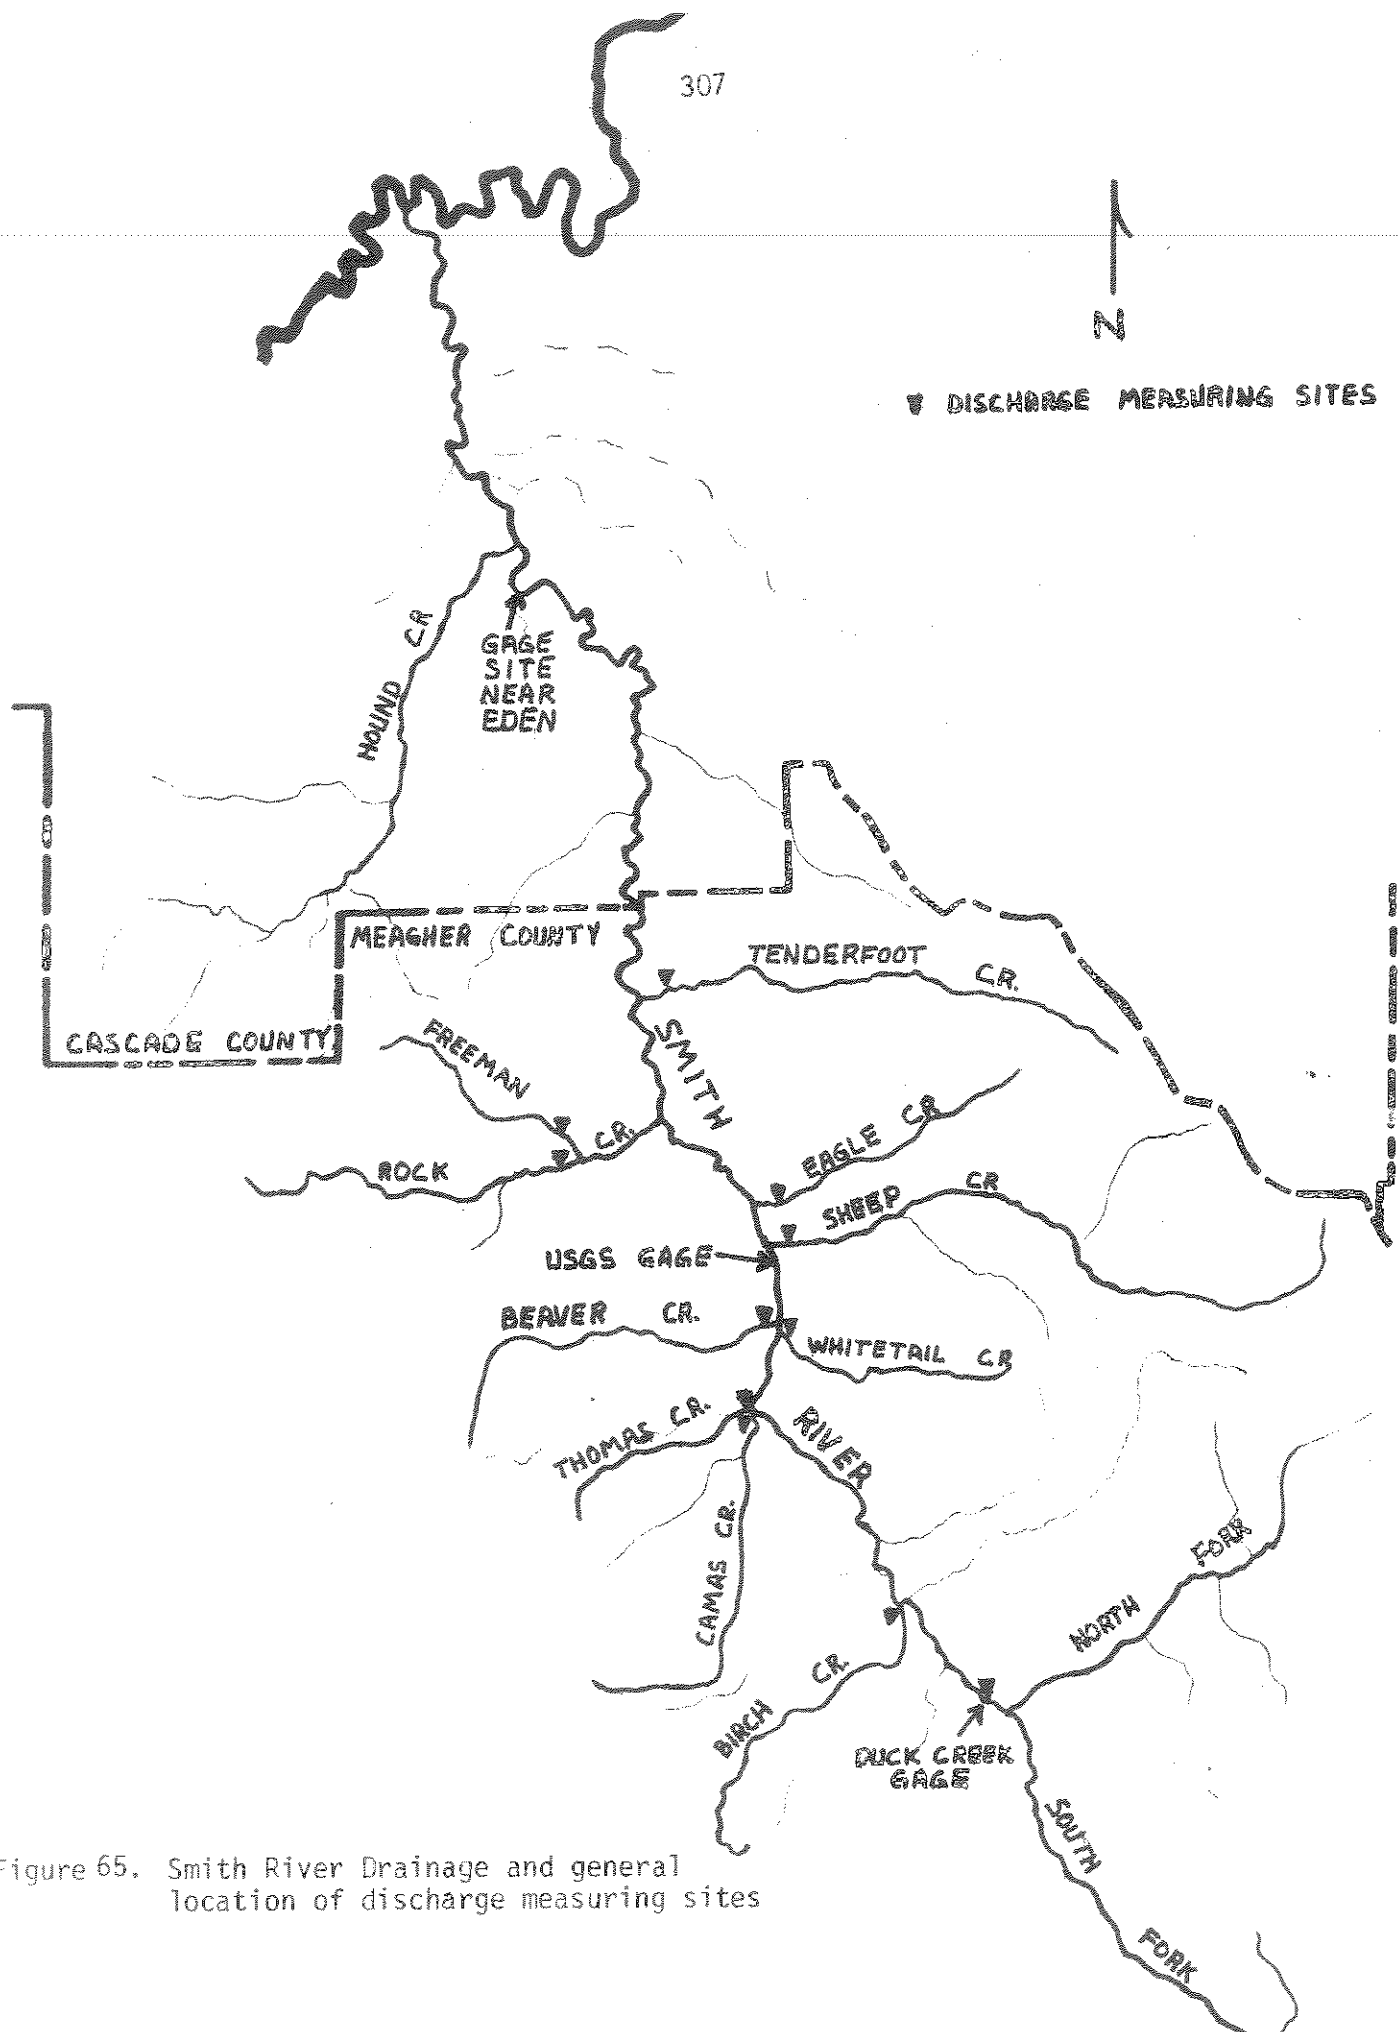 307
N
DISCHARGE MEASURING SITES
HOUND CR
GAGE
SITE
NEAR
EDEN
MEAGHER COUNTY
CASCADE COUNTY
TENDERFOOT CR.
SMITH
FREEMAN
ROCK CR.
EAGLE CR
SHEEP CR
USGS GAGE
BEAVER CR.
WHITETAIL CR
THOMAS CR.
RIVER
CAMAS CR.
NORTH FORK
BIRCH CR.
DUCK CREEK
GAGE
SOUTH FORK
Figure 65. Smith River Drainage and general
location of discharge measuring sites